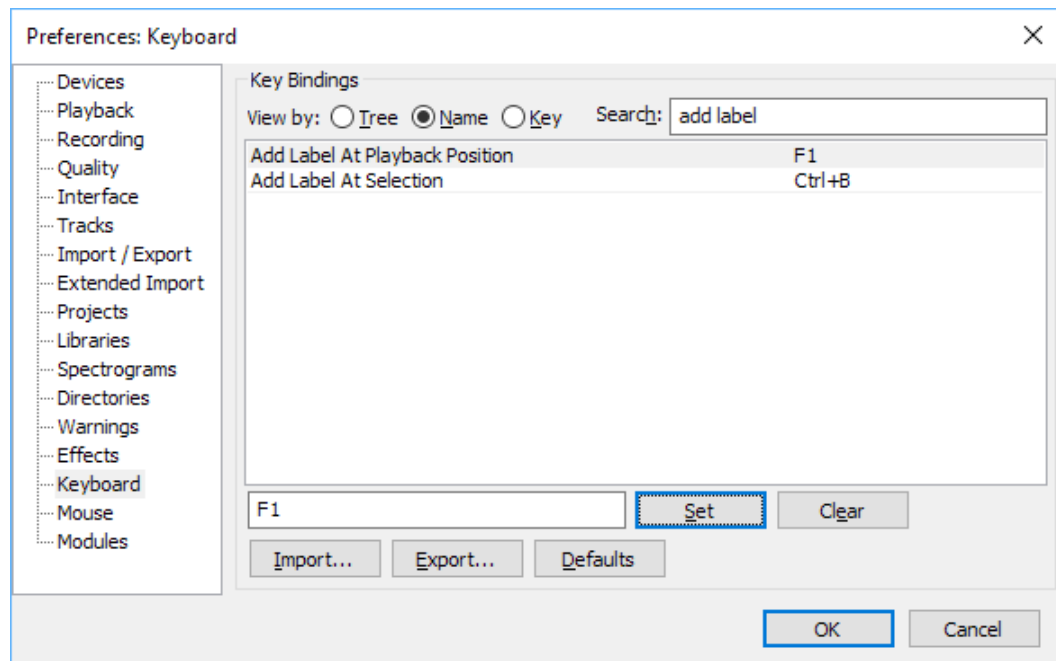 Preferences: Keyboard
Devices
Playback
Recording
Quality
Interface
Tracks
Import / Export
Extended Import
Projects
Libraries
Spectrograms
Directories
Warnings
Effects
Keyboard
Mouse
Modules
Key Bindings
View by: Tree Name Key Search: add label
Add Label At Playback Position F1
Add Label At Selection Ctrl+B
F1 Set Clear
Import... Export... Defaults
OK Cancel